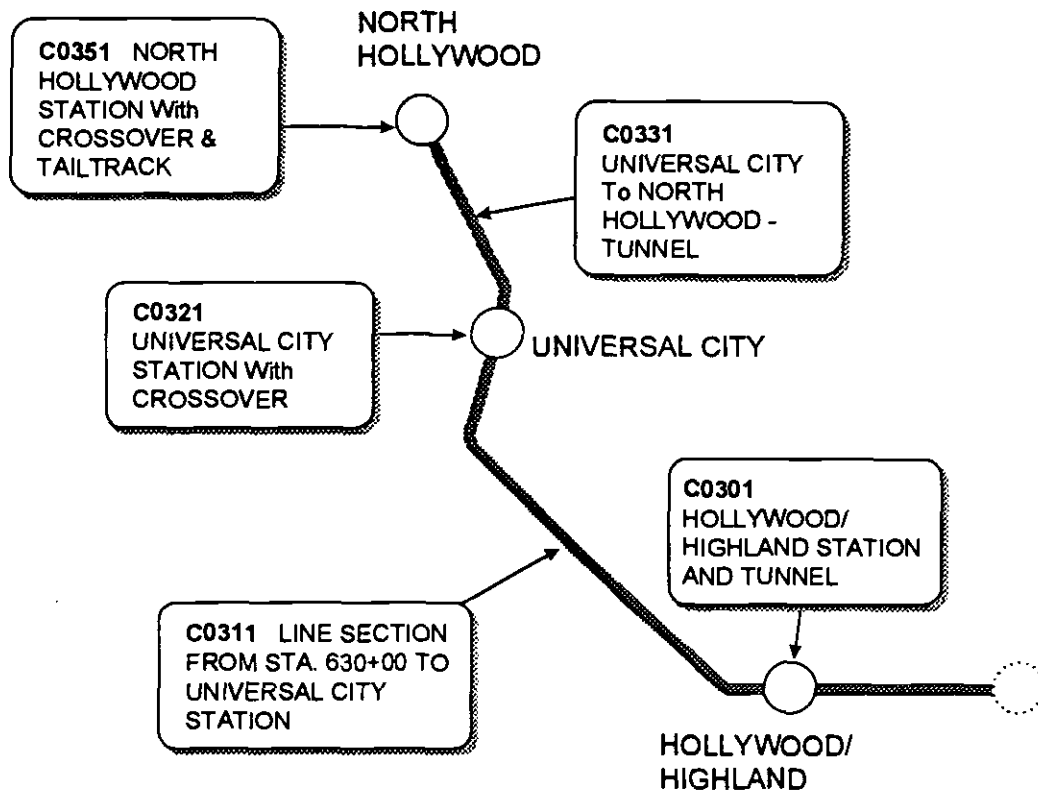 NORTH
HOLLYWOOD
C0351 NORTH
HOLLYWOOD
STATION With
CROSSOVER &
TAILTRACK
C0331
UNIVERSAL CITY
To NORTH
HOLLYWOOD -
TUNNEL
C0321
UNIVERSAL CITY
STATION With
CROSSOVER
UNIVERSAL CITY
C0301
HOLLYWOOD/
HIGHLAND STATION
AND TUNNEL
C0311 LINE SECTION
FROM STA. 630+00 TO
UNIVERSAL CITY
STATION
HOLLYWOOD/
HIGHLAND